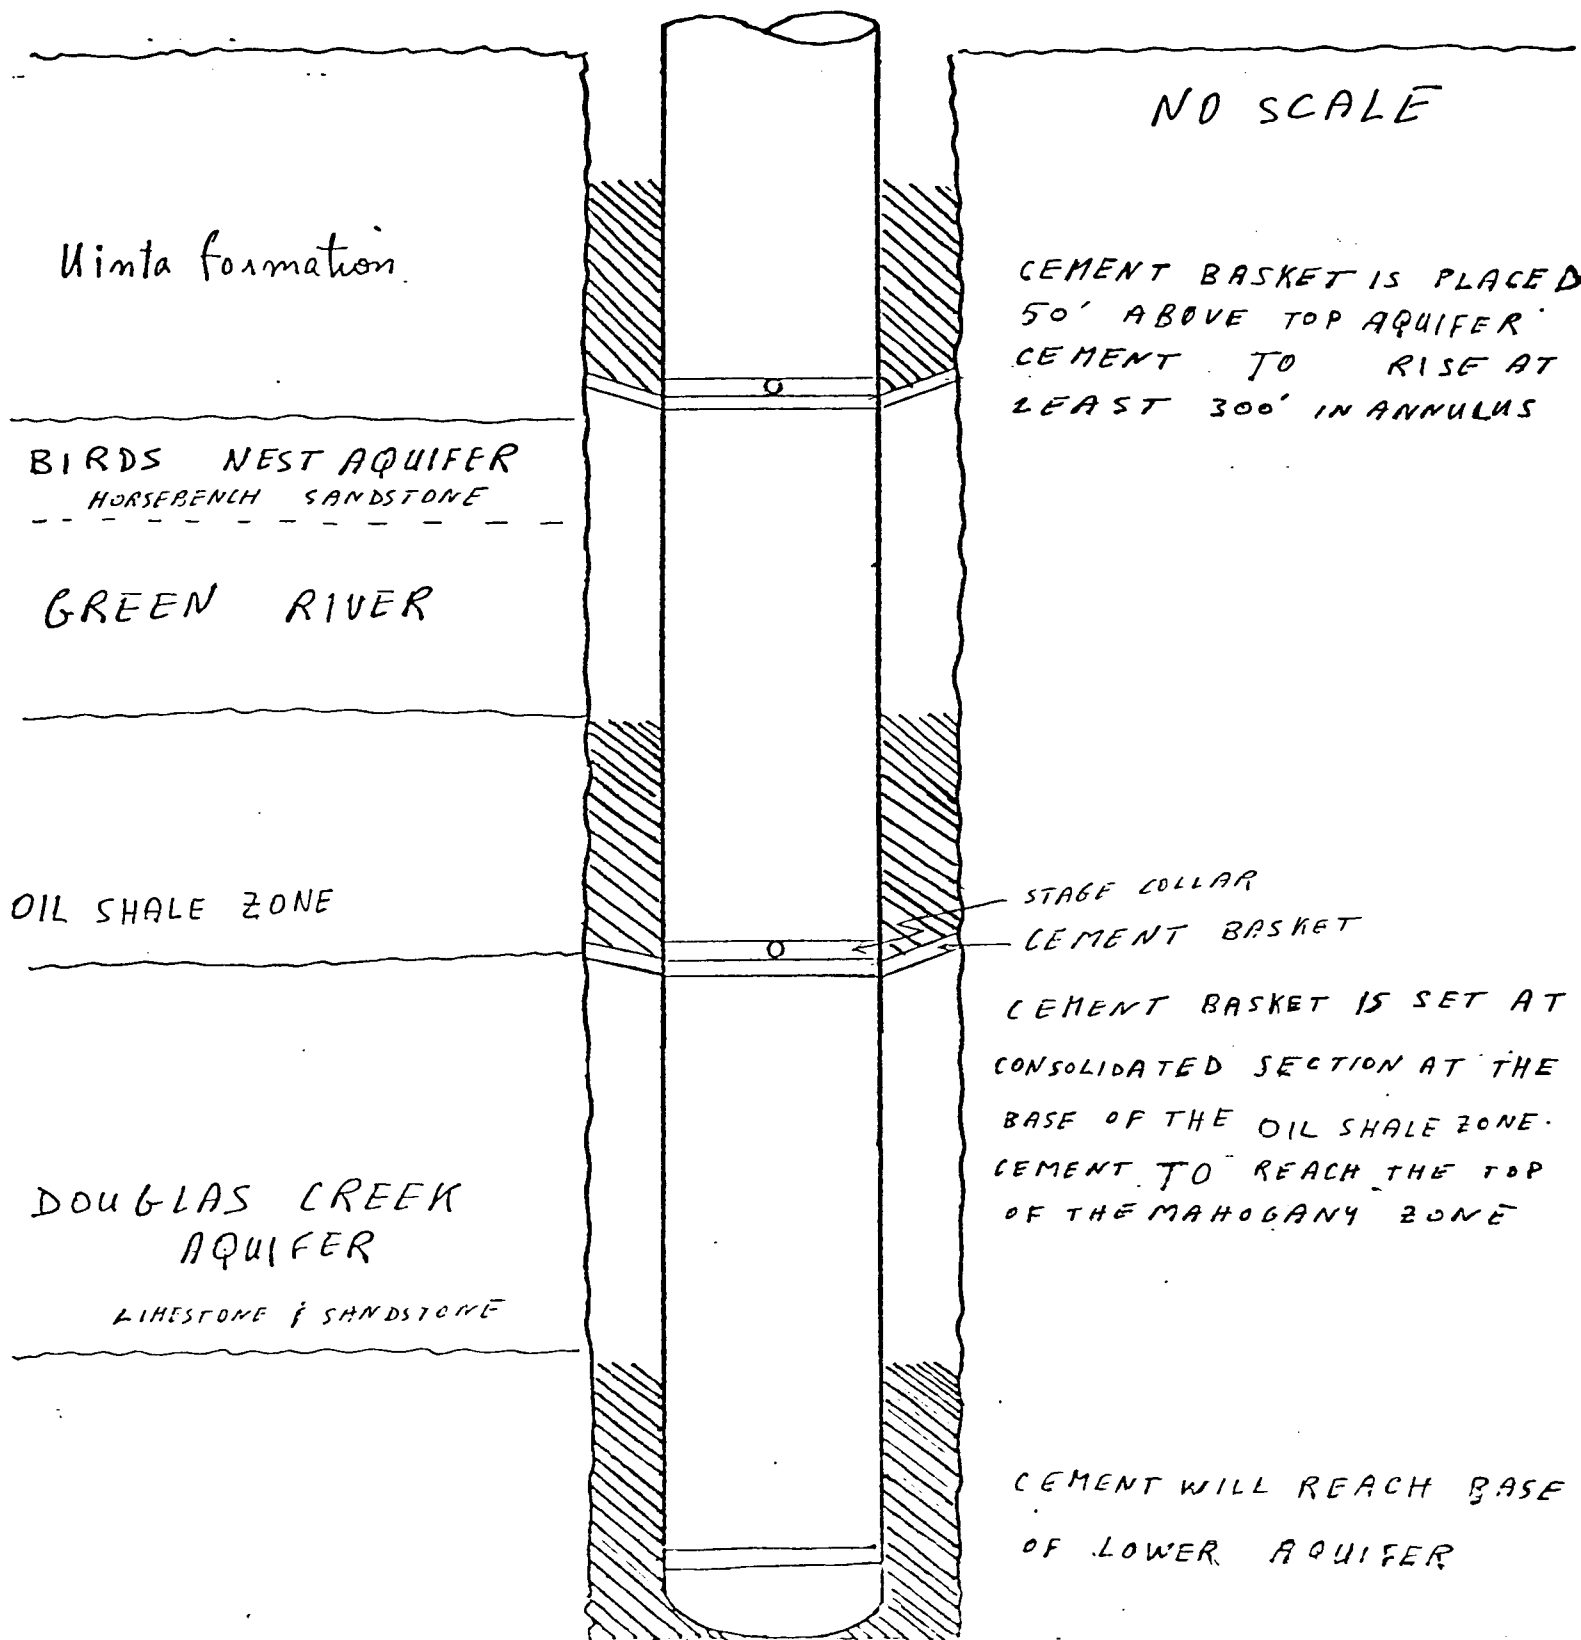 NO SCALE
Uinta formation
CEMENT BASKET IS PLACED
50' ABOVE TOP AQUIFER
CEMENT TO RISE AT
LEAST 300' IN ANNULUS
BIRDS NEST AQUIFER
HORSEBENCH SANDSTONE
GREEN RIVER
OIL SHALE ZONE
STAGE COLLAR
CEMENT BASKET
CEMENT BASKET IS SET AT
CONSOLIDATED SECTION AT THE
BASE OF THE OIL SHALE ZONE.
CEMENT TO REACH THE TOP
OF THE MAHOGANY ZONE
DOUGLAS CREEK
AQUIFER
LIMESTONE & SANDSTONE
CEMENT WILL REACH BASE
OF LOWER AQUIFER